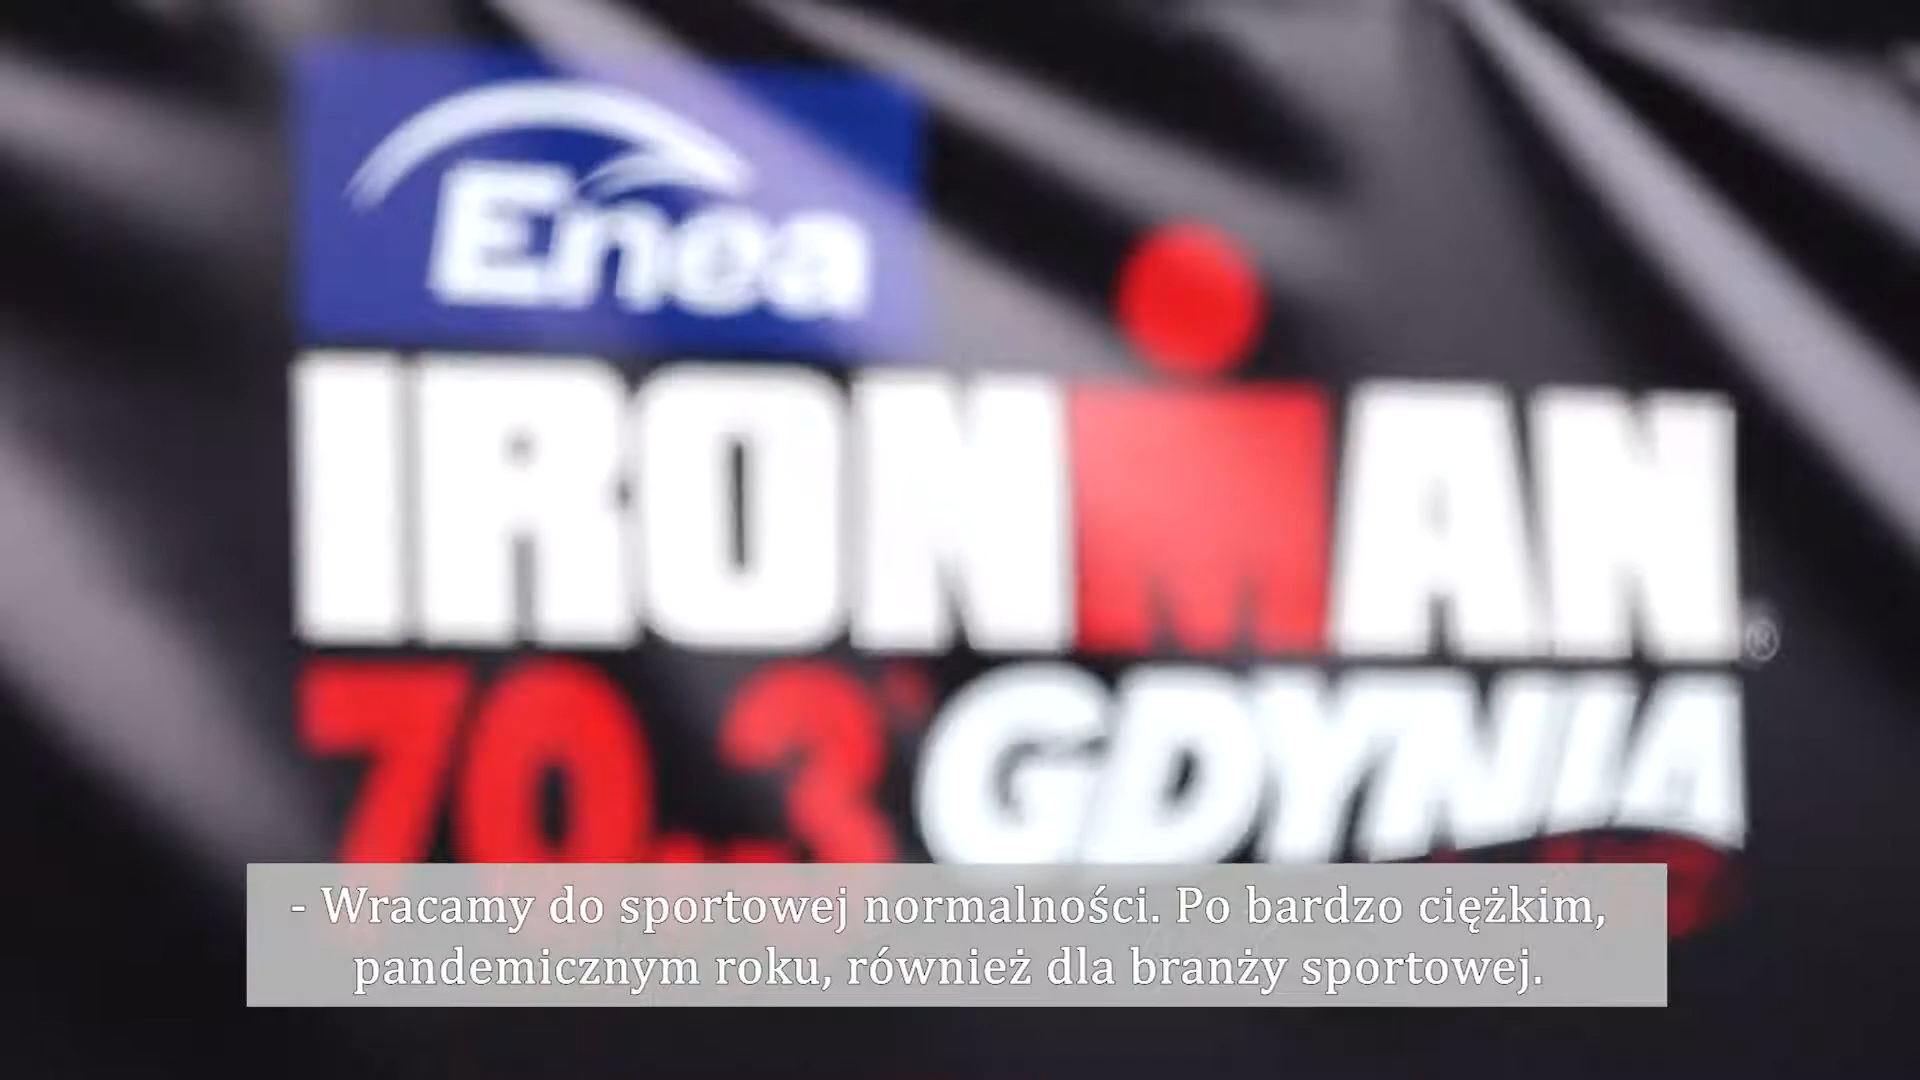 Enea
IRONMAN®
70.3 GDYNIA
- Wracamy do sportowej normalności. Po bardzo ciężkim,
pandemicznym roku, również dla branży sportowej.